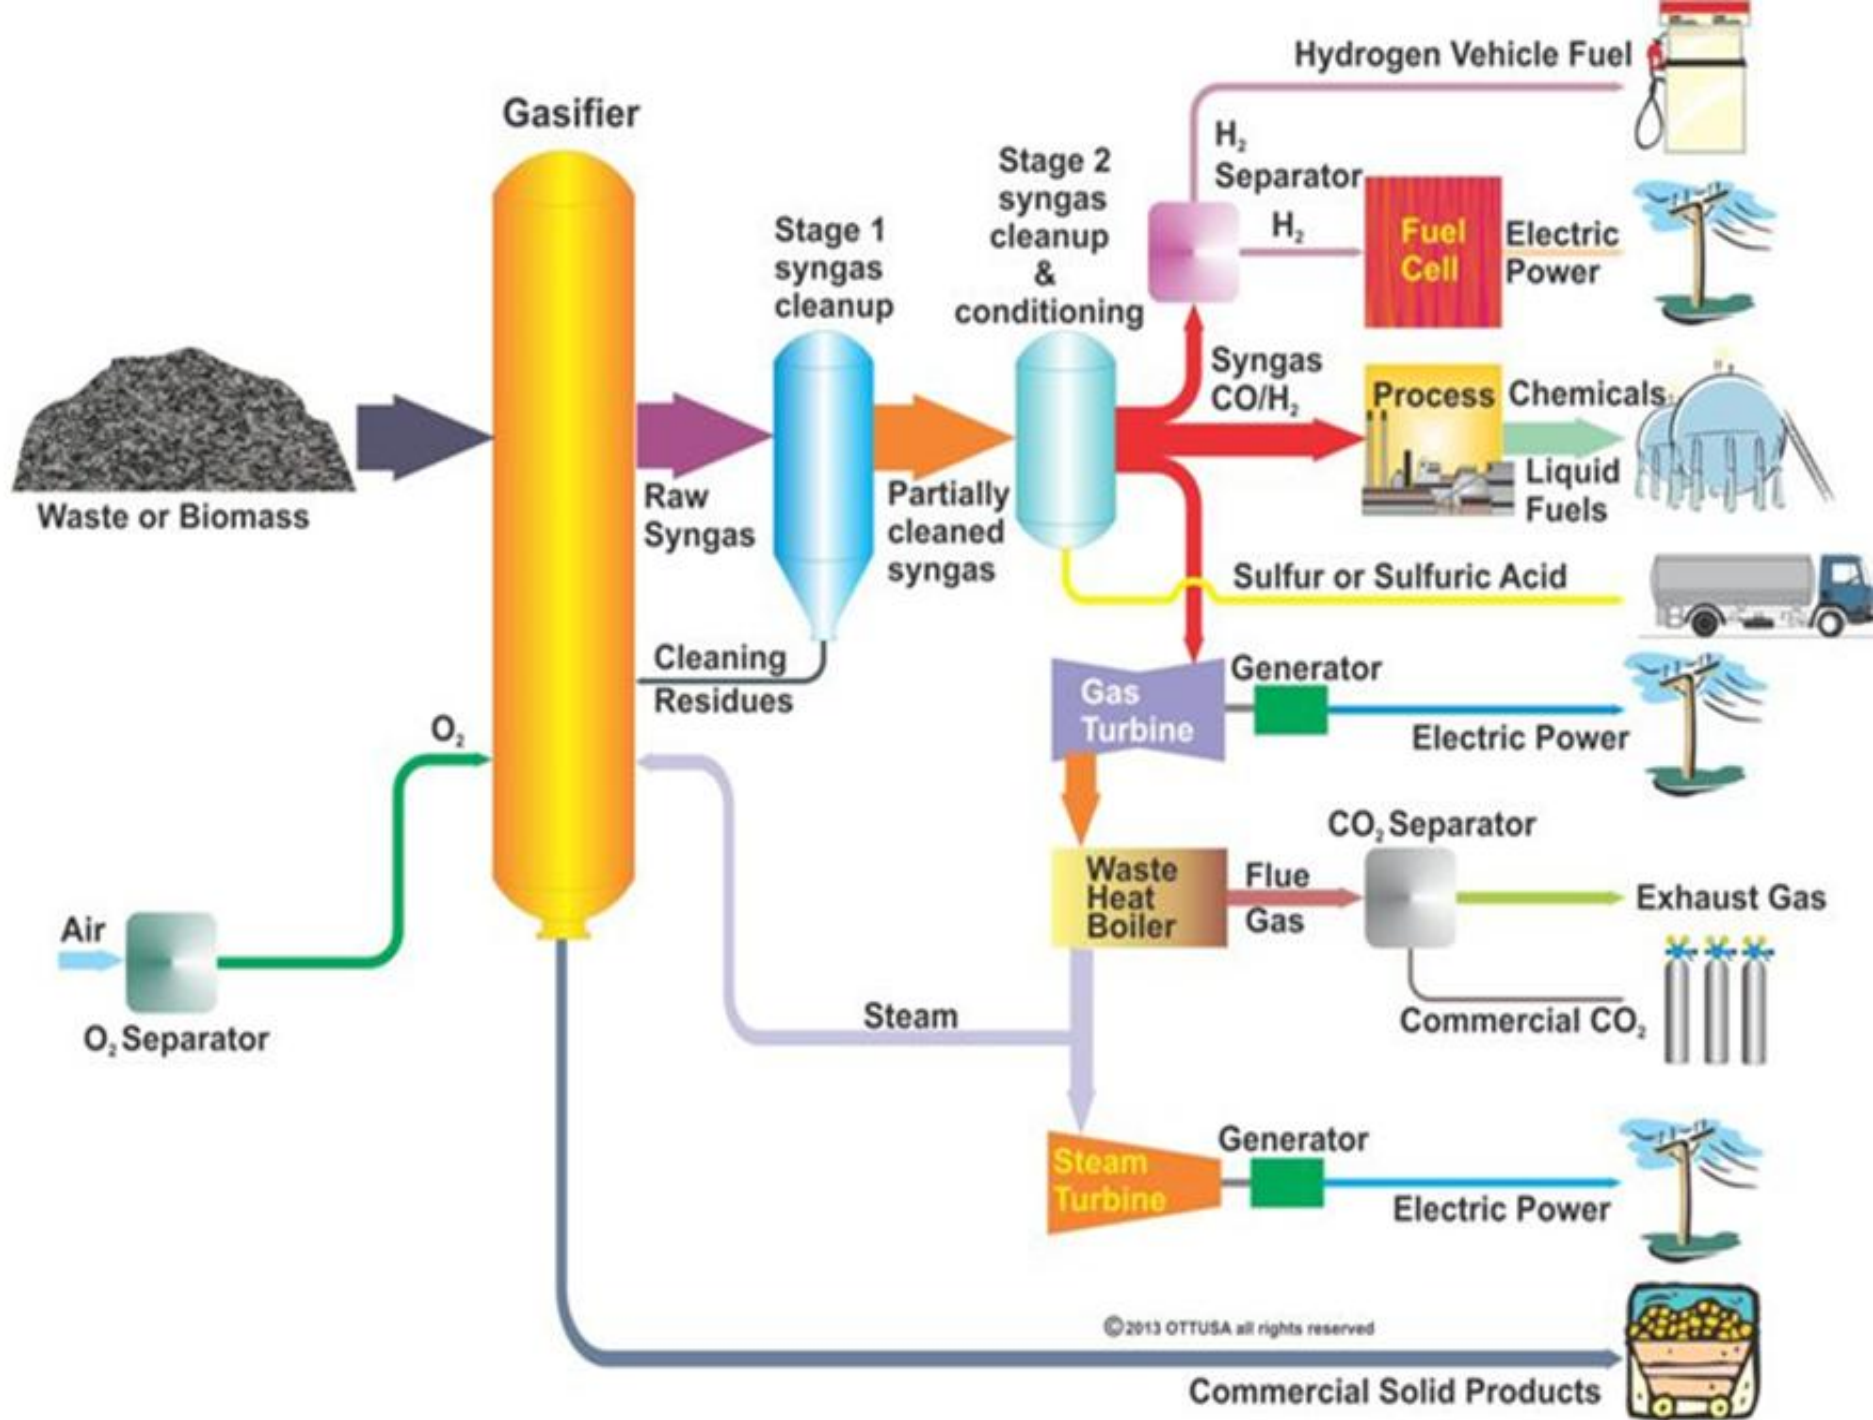 Hydrogen Vehicle Fuel
Gasifier
H₂
Separator
Stage 2
syngas
cleanup
&
conditioning
Stage 1
syngas
cleanup
H₂
Fuel
Cell
Electric
Power
Syngas
CO/H₂
Process
Chemicals
Liquid
Fuels
Waste or Biomass
Raw
Syngas
Partially
cleaned
syngas
Sulfur or Sulfuric Acid
Cleaning
Residues
Generator
Gas
Turbine
Electric Power
O₂
CO₂ Separator
Waste
Heat
Boiler
Flue
Gas
Exhaust Gas
Air
O₂ Separator
Steam
Commercial CO₂
Generator
Steam
Turbine
Electric Power
©2013 OTTUSA all rights reserved
Commercial Solid Products